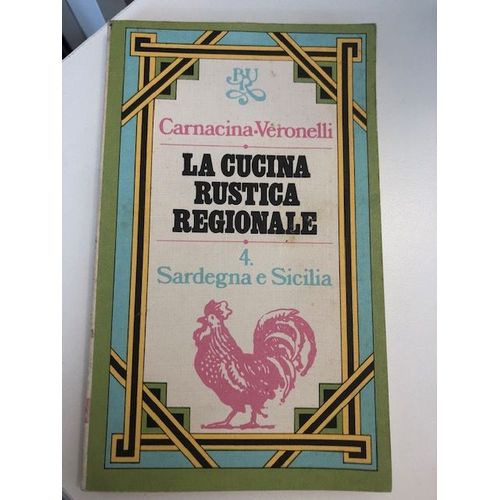 BUR
Carnacina-Veronelli
LA CUCINA
RUSTICA
REGIONALE
4.
Sardegna e Sicilia